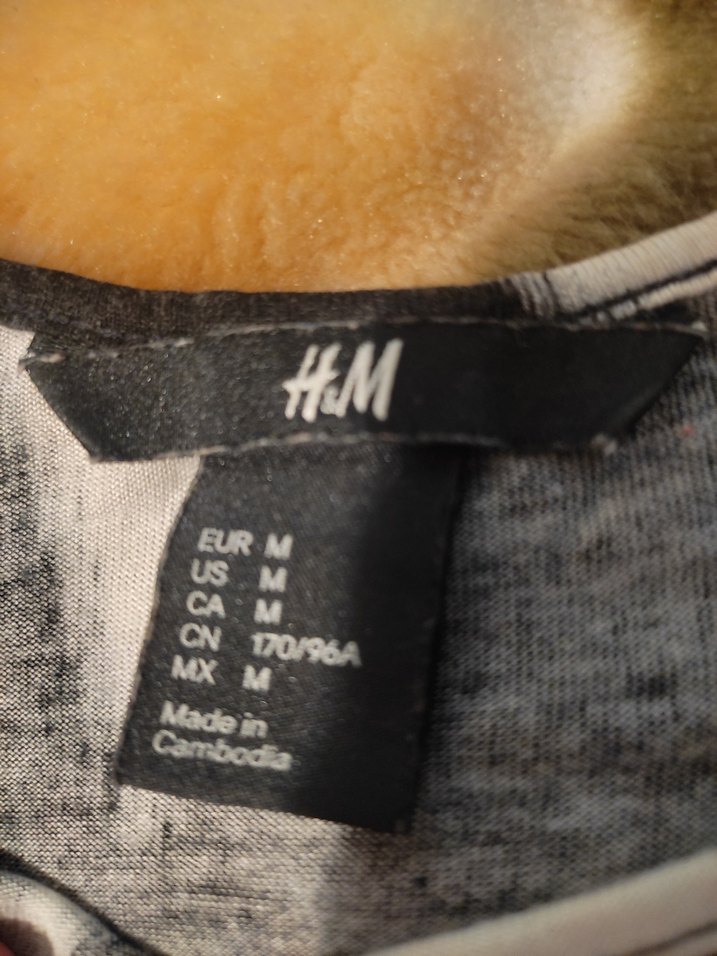 H&M
EUR M
US M
CA M
CN 170/96A
MX M
Made in
Cambodia